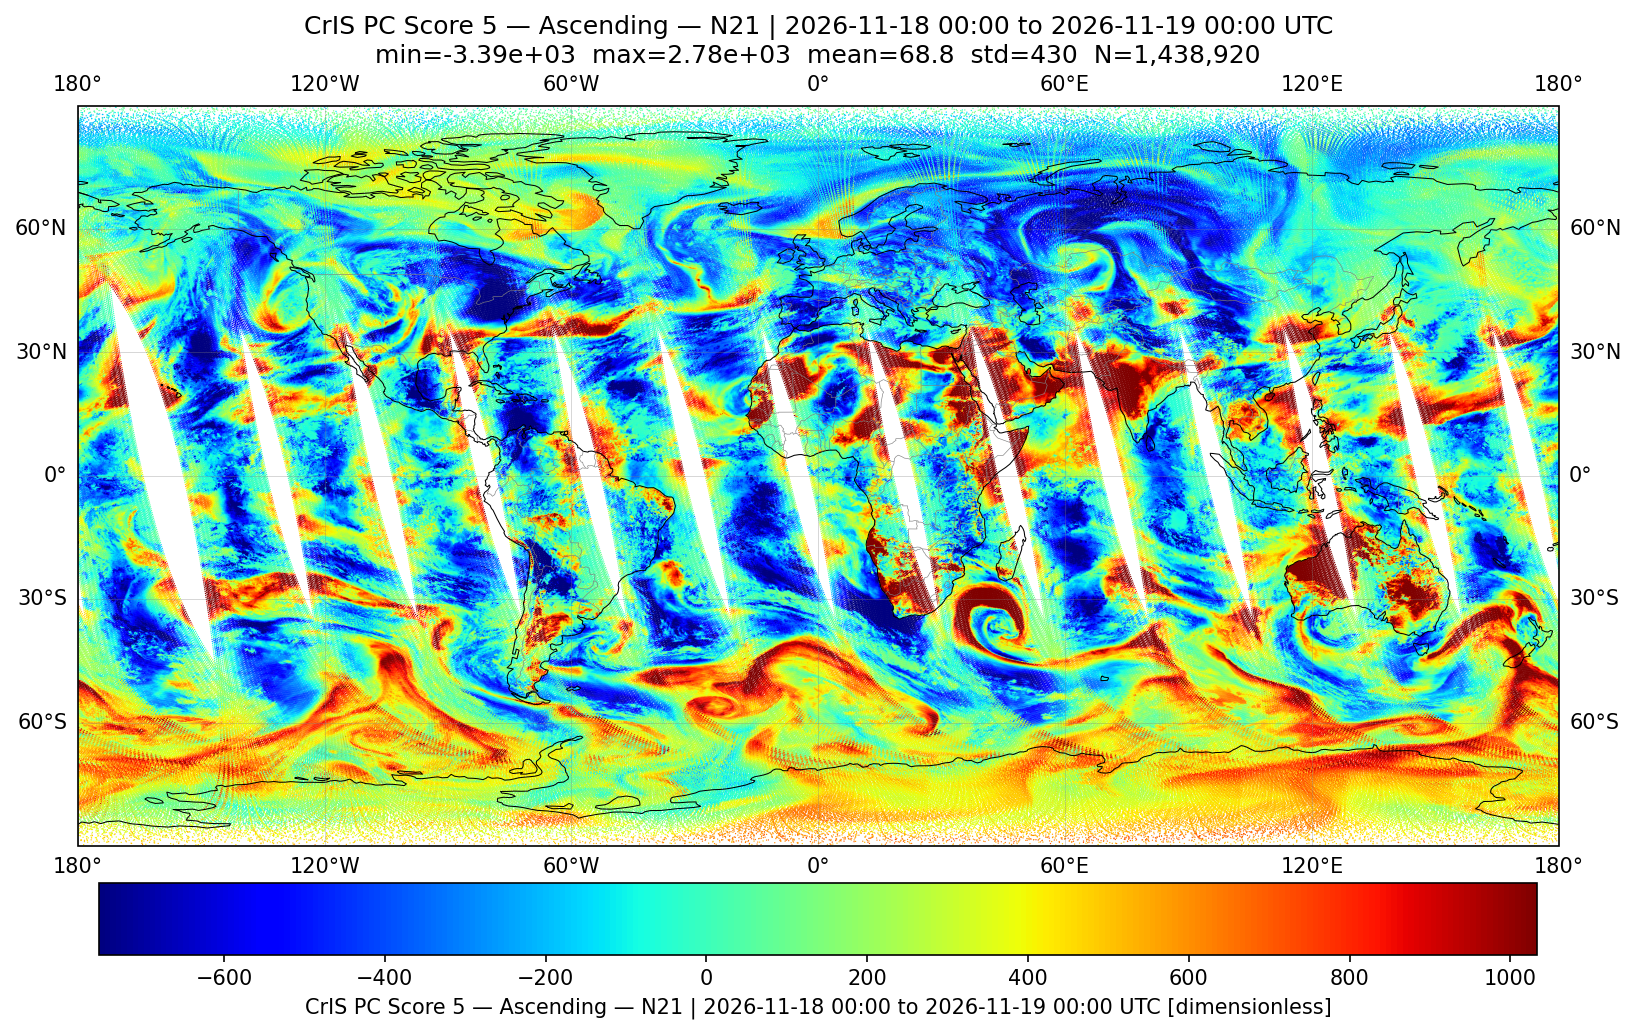 CrIS PC Score 5 — Ascending — N21 | 2026-11-18 00:00 to 2026-11-19 00:00 UTC
min=-3.39e+03 max=2.78e+03 mean=68.8 std=430 N=1,438,920
180° 120°W 60°W 0° 60°E 120°E 180°
60°N 60°N
30°N 30°N
0° 0°
30°S 30°S
60°S 60°S
180° 120°W 60°W 0° 60°E 120°E 180°
−600 −400 −200 0 200 400 600 800 1000
CrIS PC Score 5 — Ascending — N21 | 2026-11-18 00:00 to 2026-11-19 00:00 UTC [dimensionless]